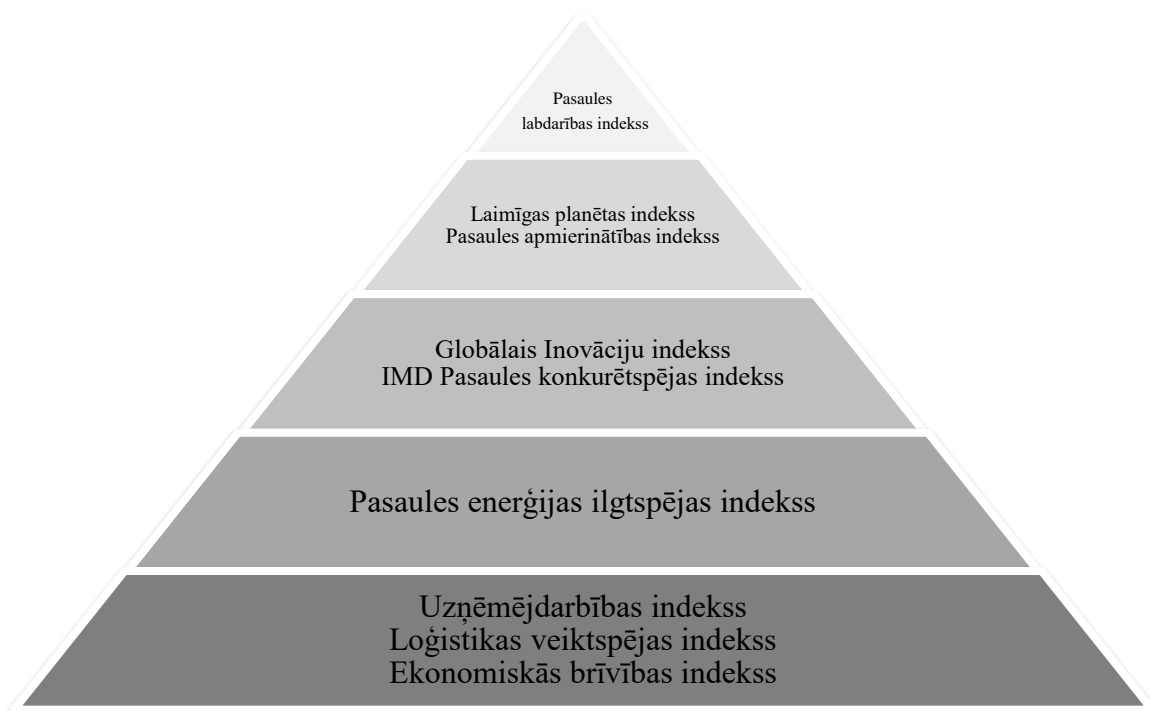 Pasaules
labdarības indekss
Laimīgas planētas indekss
Pasaules apmierinātības indekss
Globālais Inovāciju indekss
IMD Pasaules konkurētspējas indekss
Pasaules enerģijas ilgtspējas indekss
Uzņēmējdarbības indekss
Loģistikas veiktspējas indekss
Ekonomiskās brīvības indekss